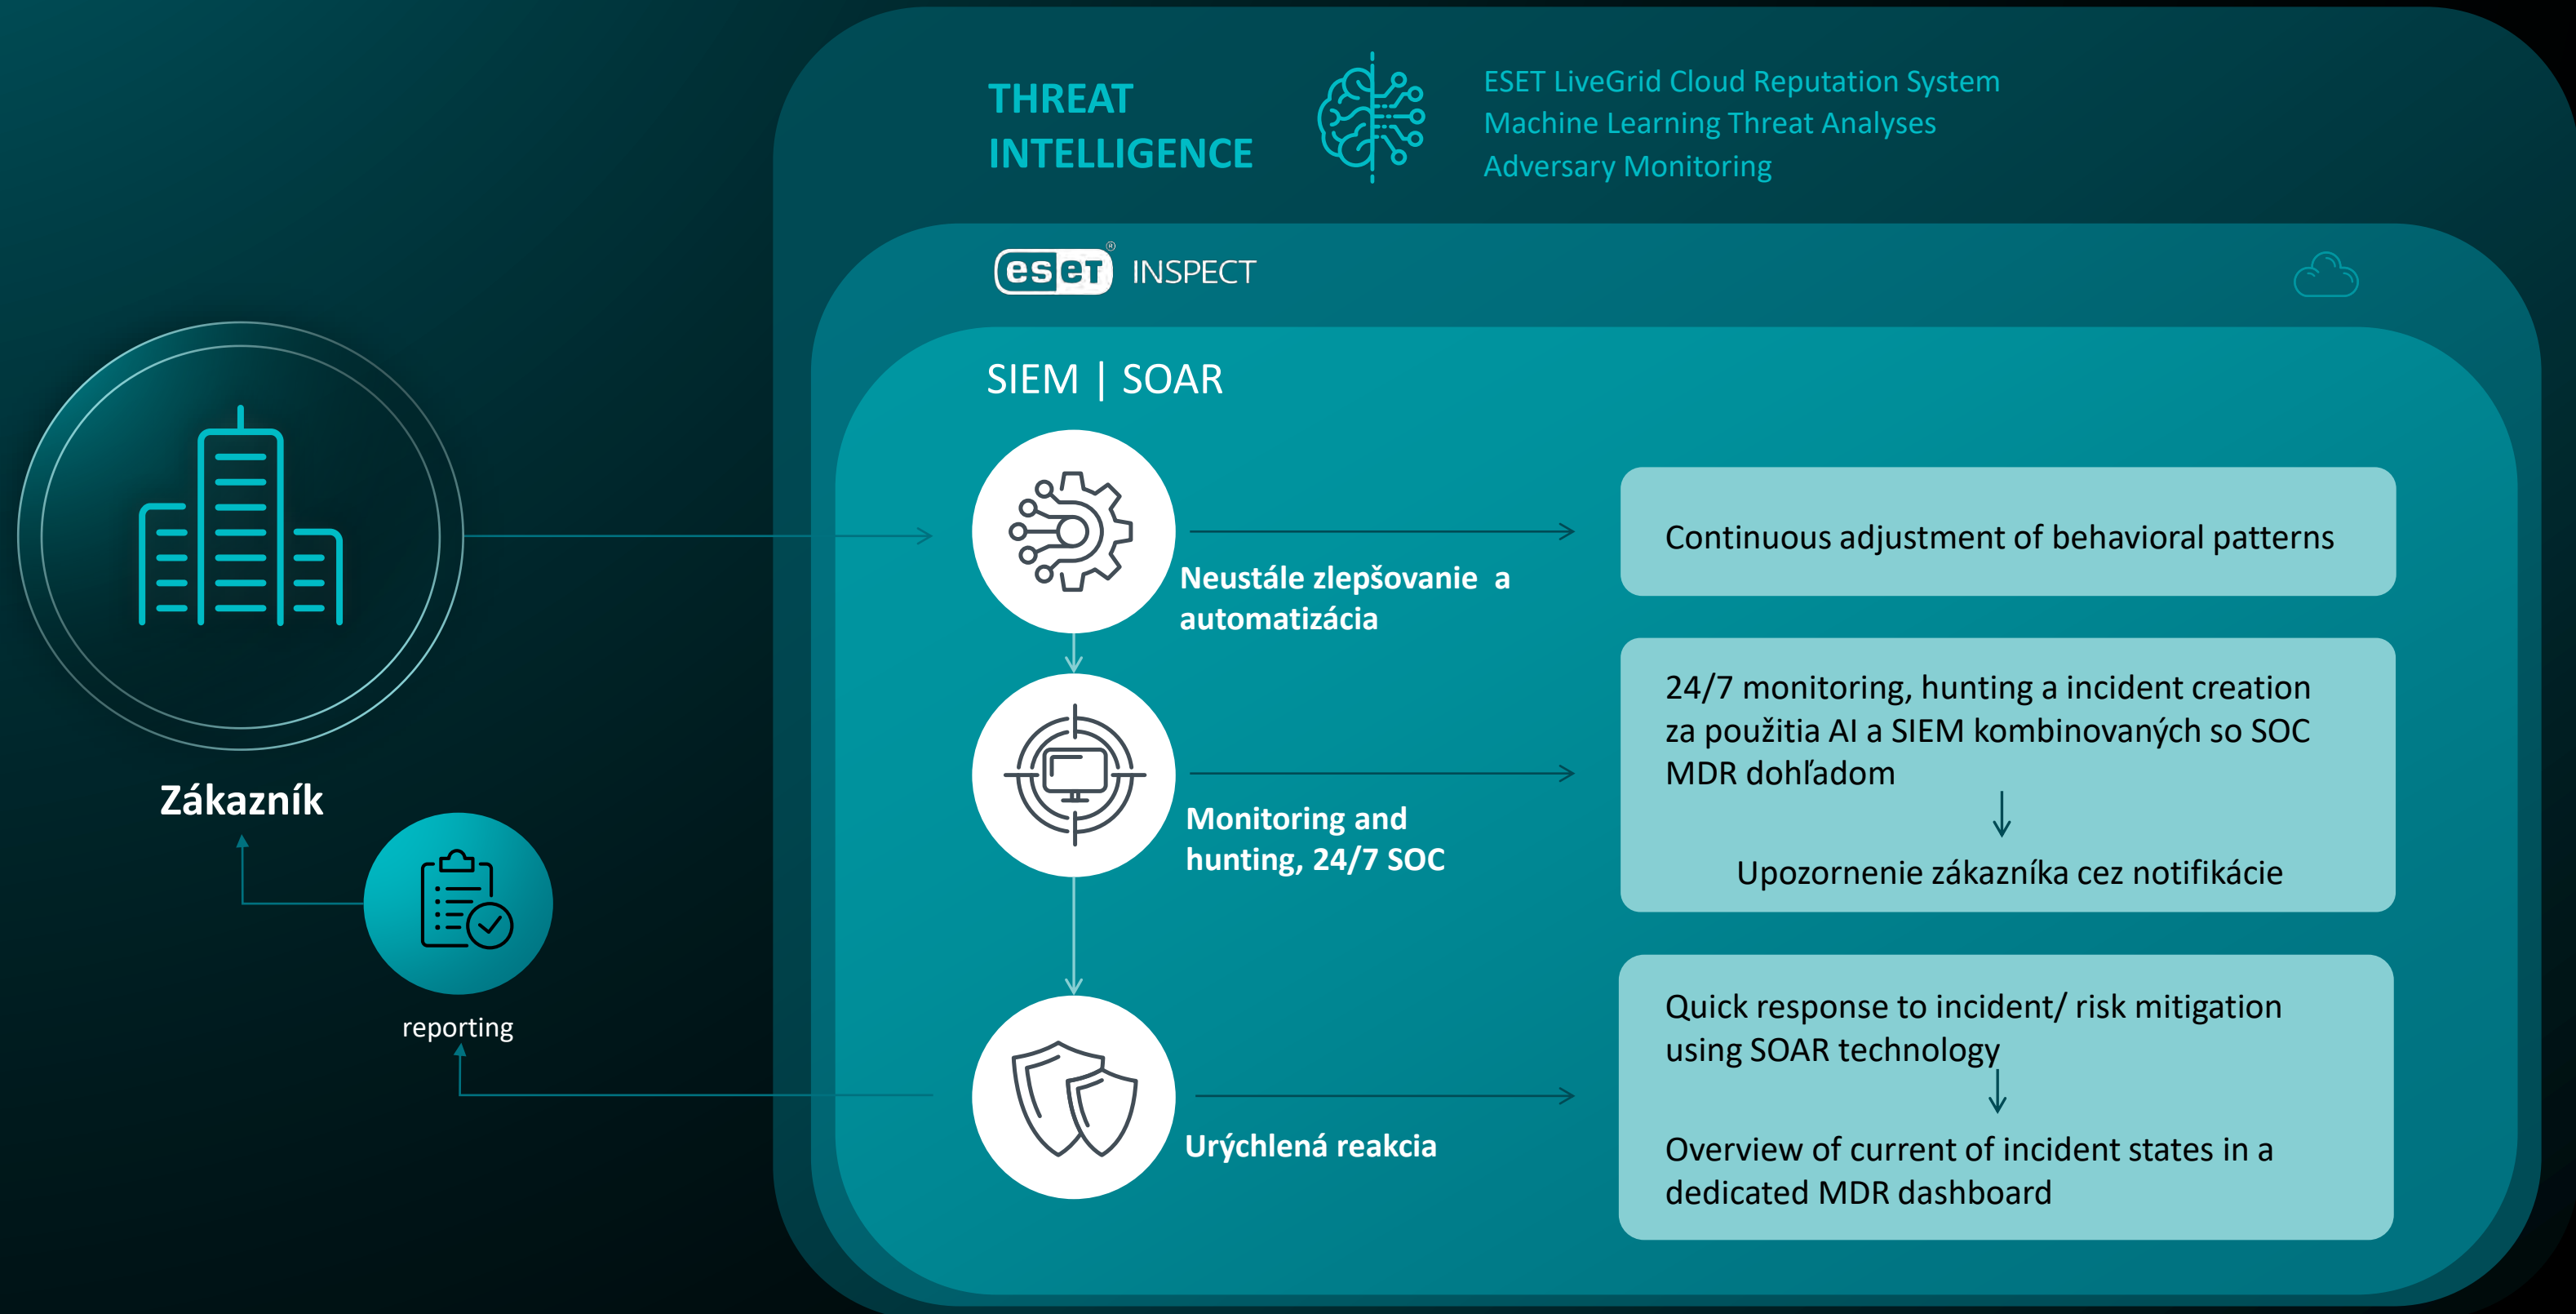 THREAT
INTELLIGENCE
ESET LiveGrid Cloud Reputation System
Machine Learning Threat Analyses
Adversary Monitoring
eseT® INSPECT
SIEM | SOAR
Neustále zlepšovanie a
automatizácia
Continuous adjustment of behavioral patterns
Monitoring and
hunting, 24/7 SOC
24/7 monitoring, hunting a incident creation
za použitia AI a SIEM kombinovaných so SOC
MDR dohľadom
Upozornenie zákazníka cez notifikácie
Urýchlená reakcia
Quick response to incident/ risk mitigation
using SOAR technology
Overview of current of incident states in a
dedicated MDR dashboard
Zákazník
reporting